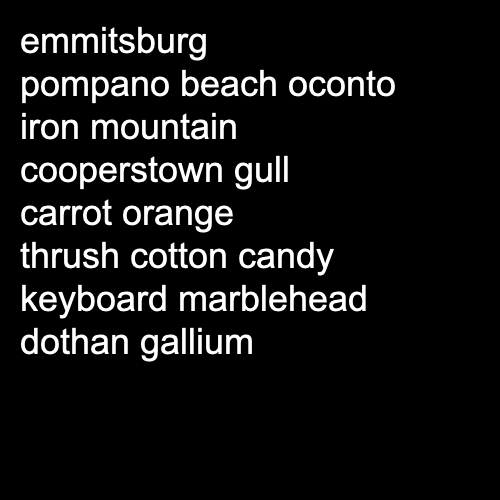 emmitsburg
pompano beach oconto
iron mountain
cooperstown gull
carrot orange
thrush cotton candy
keyboard marblehead
dothan gallium